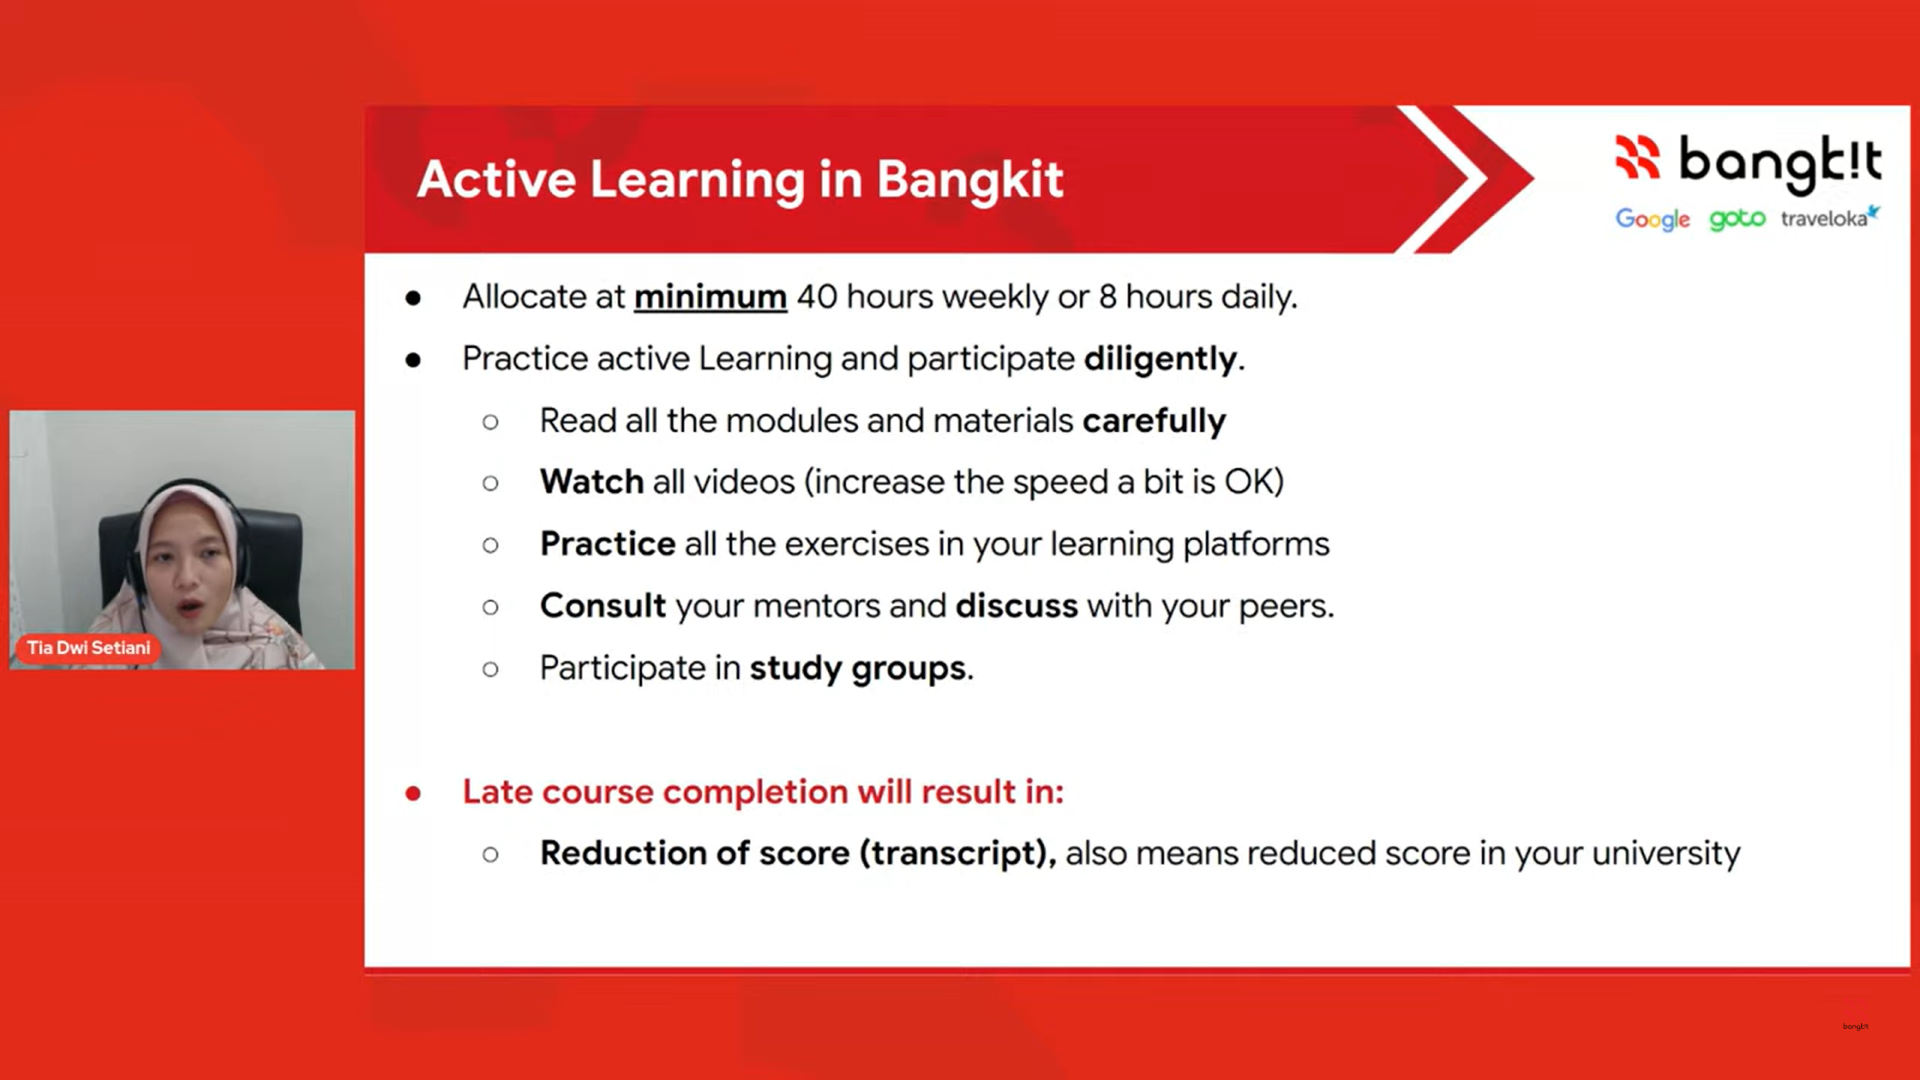 Active Learning in Bangkit
bangk!t
Google goto traveloka
● Allocate at minimum 40 hours weekly or 8 hours daily.
● Practice active Learning and participate diligently.
○ Read all the modules and materials carefully
○ Watch all videos (increase the speed a bit is OK)
○ Practice all the exercises in your learning platforms
○ Consult your mentors and discuss with your peers.
○ Participate in study groups.
Tia Dwi Setiani
● Late course completion will result in:
○ Reduction of score (transcript), also means reduced score in your university
bangk!t